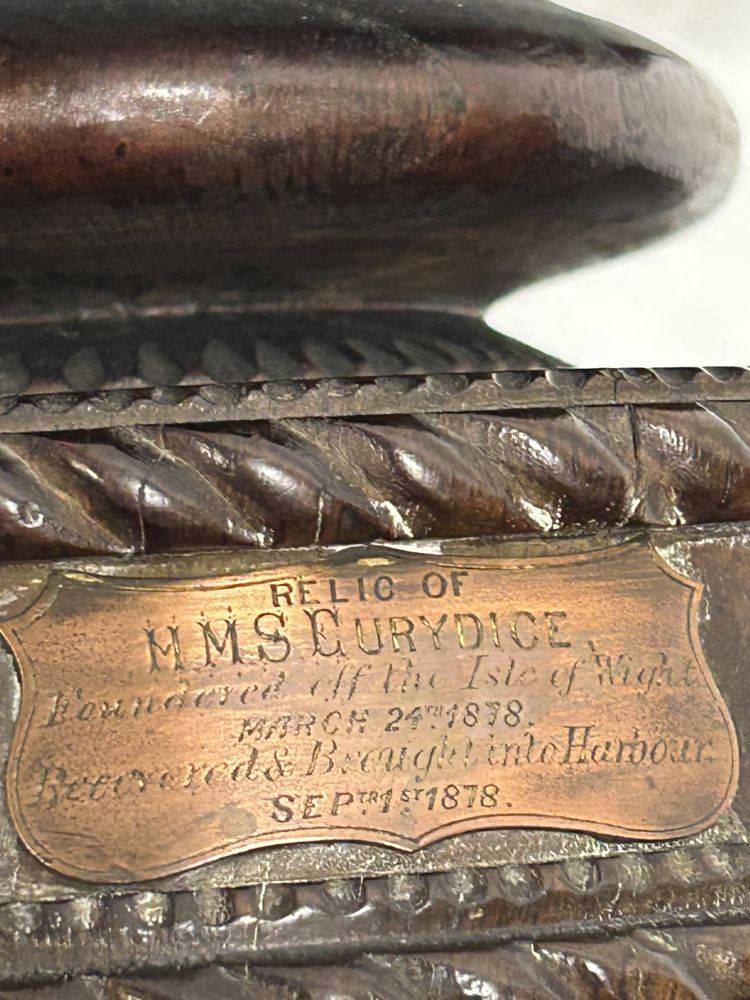 RELIC OF
HMS EURYDICE,
Foundered off the Isle of Wight
MARCH 24TH 1878.
Recovered & Brought into Harbour.
SEPTR 1ST 1878.